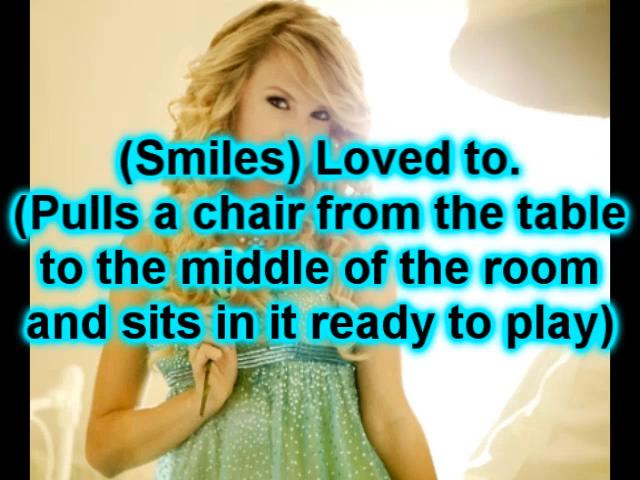 (Smiles) Loved to.
(Pulls a chair from the table
to the middle of the room
and sits in it ready to play)